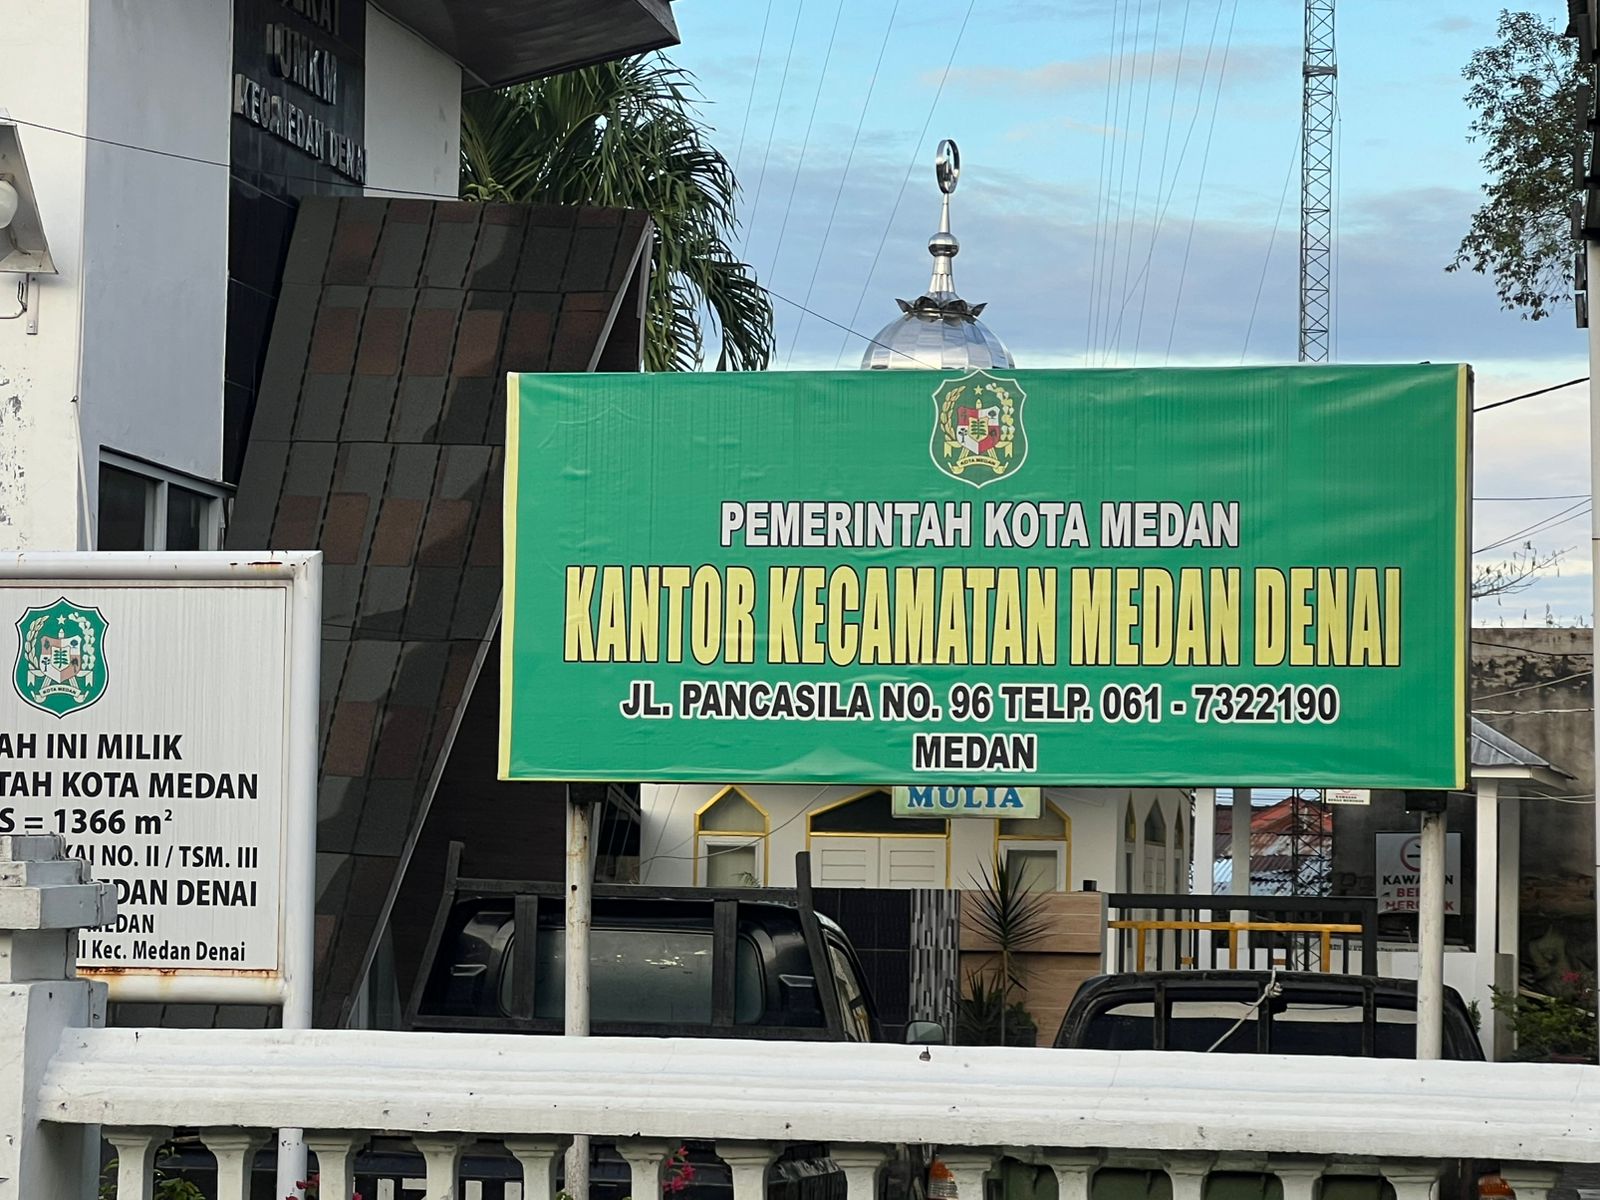 UMKM
KEC.MEDAN DENAI
KOTA MEDAN
PEMERINTAH KOTA MEDAN
KANTOR KECAMATAN MEDAN DENAI
JL. PANCASILA NO. 96 TELP. 061 - 7322190
MEDAN
MULIA
KOTA MEDAN
AH INI MILIK
TAH KOTA MEDAN
S = 1366 m²
KAI NO. II / TSM. III
EDAN DENAI
MEDAN
II Kec. Medan Denai
KAWASAN